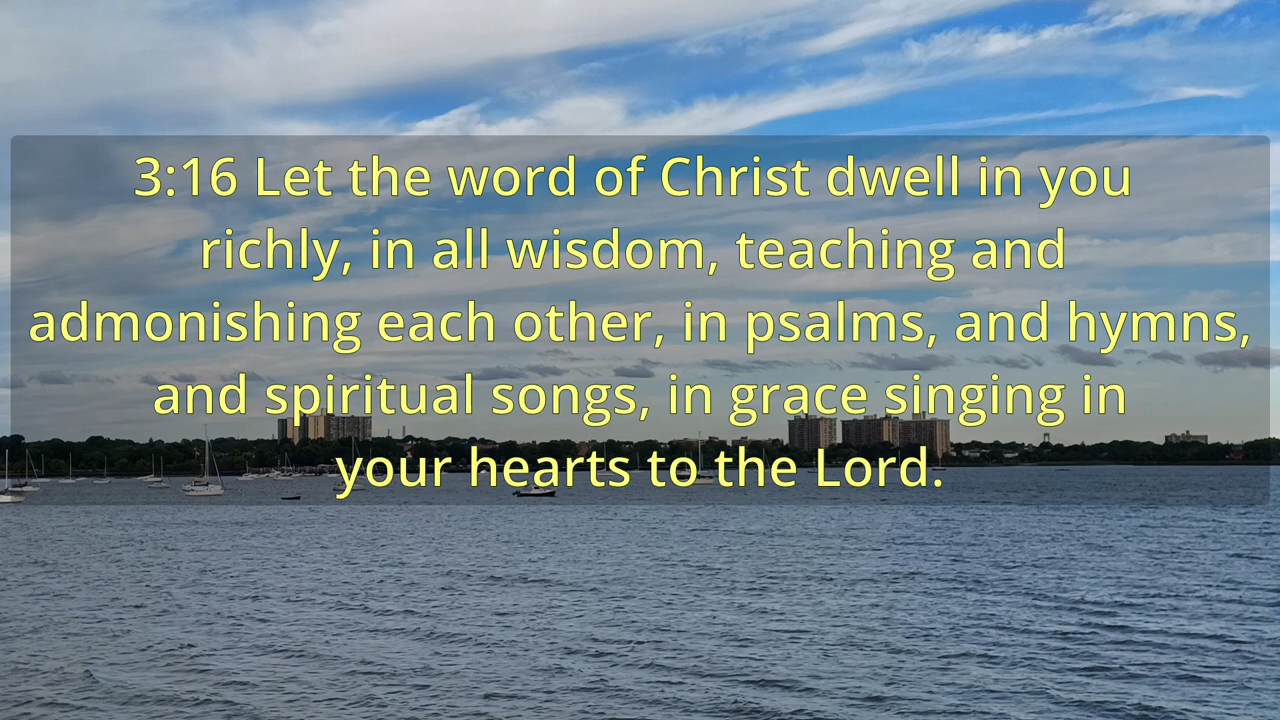 3:16 Let the word of Christ dwell in you
richly, in all wisdom, teaching and
admonishing each other, in psalms, and hymns,
and spiritual songs, in grace singing in
your hearts to the Lord.